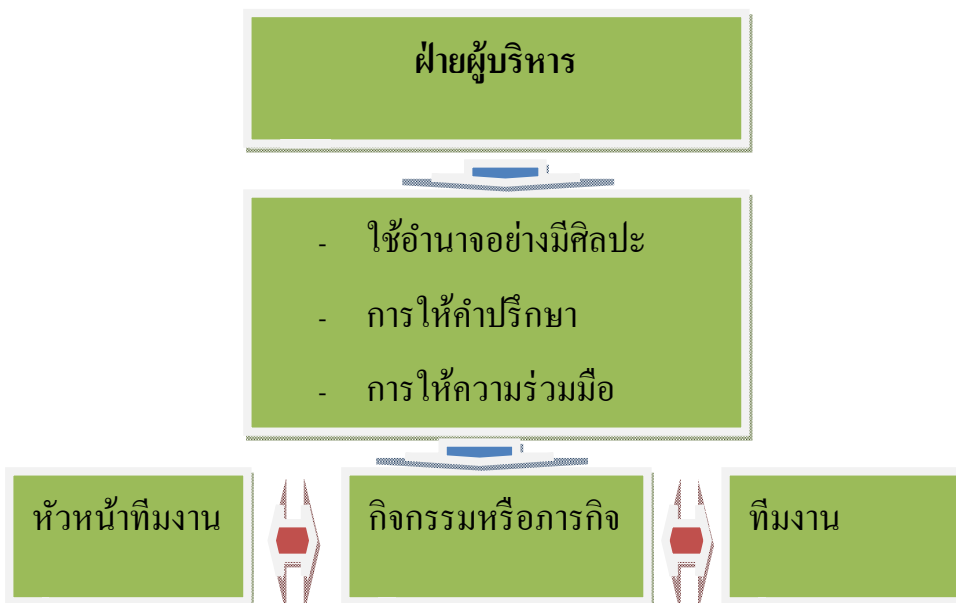 ฝ่ายผู้บริหาร
- ใช้อำนาจอย่างมีศิลปะ
- การให้คำปรึกษา
- การให้ความร่วมมือ
หัวหน้าทีมงาน
กิจกรรมหรือภารกิจ
ทีมงาน